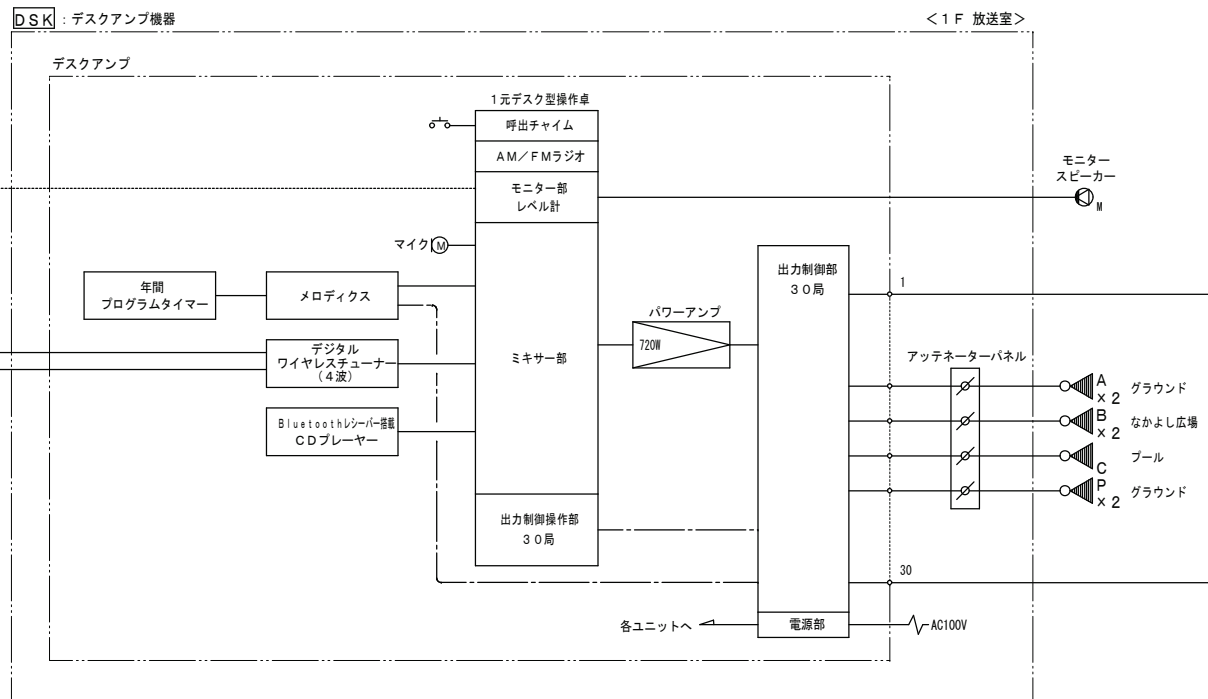 DSK：デスクアンプ機器
＜１Ｆ 放送室＞
デスクアンプ
１元デスク型操作卓
呼出チャイム
ＡＭ／ＦＭラジオ
モニター部
レベル計
モニター
スピーカー
M
マイク
M
年間
プログラムタイマー
メロディクス
デジタル
ワイヤレスチューナー
（４波）
Bluetoothレシーバー搭載
ＣＤプレーヤー
ミキサー部
パワーアンプ
720W
出力制御部
３０局
1
アッテネーターパネル
A
×2
グラウンド
B
×2
なかよし広場
C
プール
P
×2
グラウンド
出力制御操作部
３０局
30
各ユニットへ
電源部
AC100V